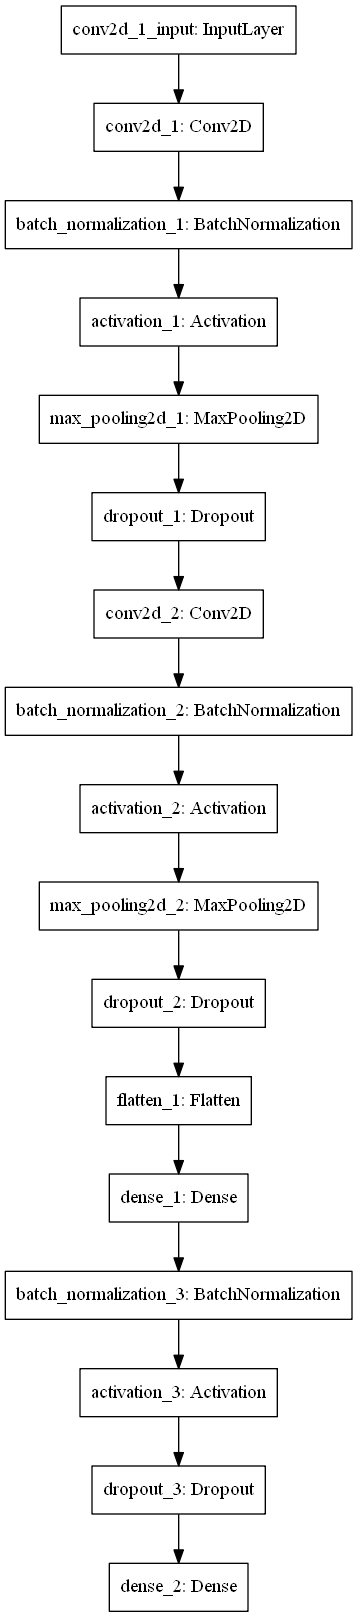 conv2d_1_input: InputLayer
conv2d_1: Conv2D
batch_normalization_1: BatchNormalization
activation_1: Activation
max_pooling2d_1: MaxPooling2D
dropout_1: Dropout
conv2d_2: Conv2D
batch_normalization_2: BatchNormalization
activation_2: Activation
max_pooling2d_2: MaxPooling2D
dropout_2: Dropout
flatten_1: Flatten
dense_1: Dense
batch_normalization_3: BatchNormalization
activation_3: Activation
dropout_3: Dropout
dense_2: Dense